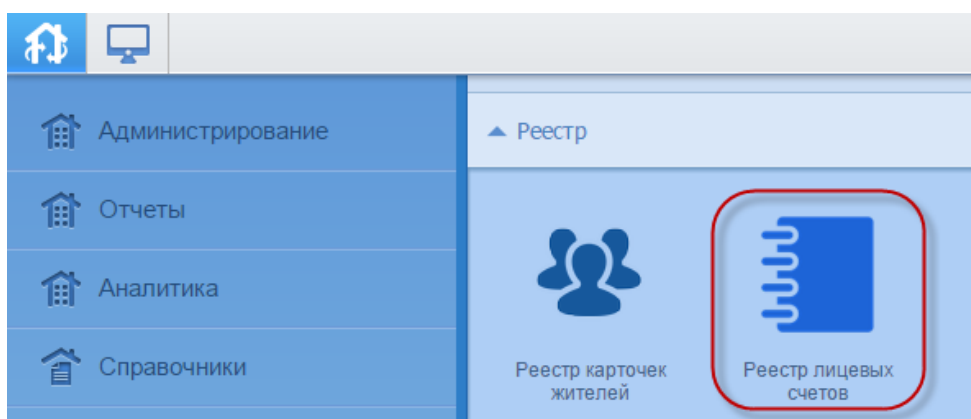 Администрирование
Реестр
Отчеты
Аналитика
Справочники
Реестр карточек
жителей
Реестр лицевых
счетов